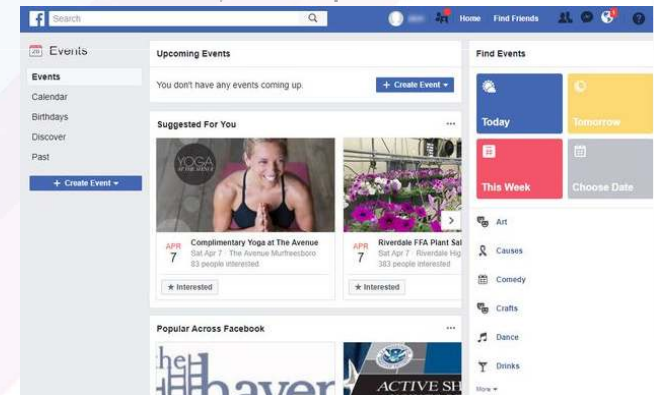 f
Search
Home Find Friends
Events
Events
Calendar
Birthdays
Discover
Past
+ Create Event
Upcoming Events
You don't have any events coming up.
+ Create Event
Suggested For You
YOGA
APR
7
Complimentary Yoga at The Avenue
Sat Apr 7 · The Avenue Murfreesboro
83 people interested
★ Interested
APR
7
Riverdale FFA Plant Sal
Sat Apr 7 · Riverdale Hig
383 people interested
★ Interested
Popular Across Facebook
the
haven
ACTIVE SH
Find Events
Today
Tomorrow
This Week
Choose Date
Art
Causes
Comedy
Crafts
Dance
Drinks
More